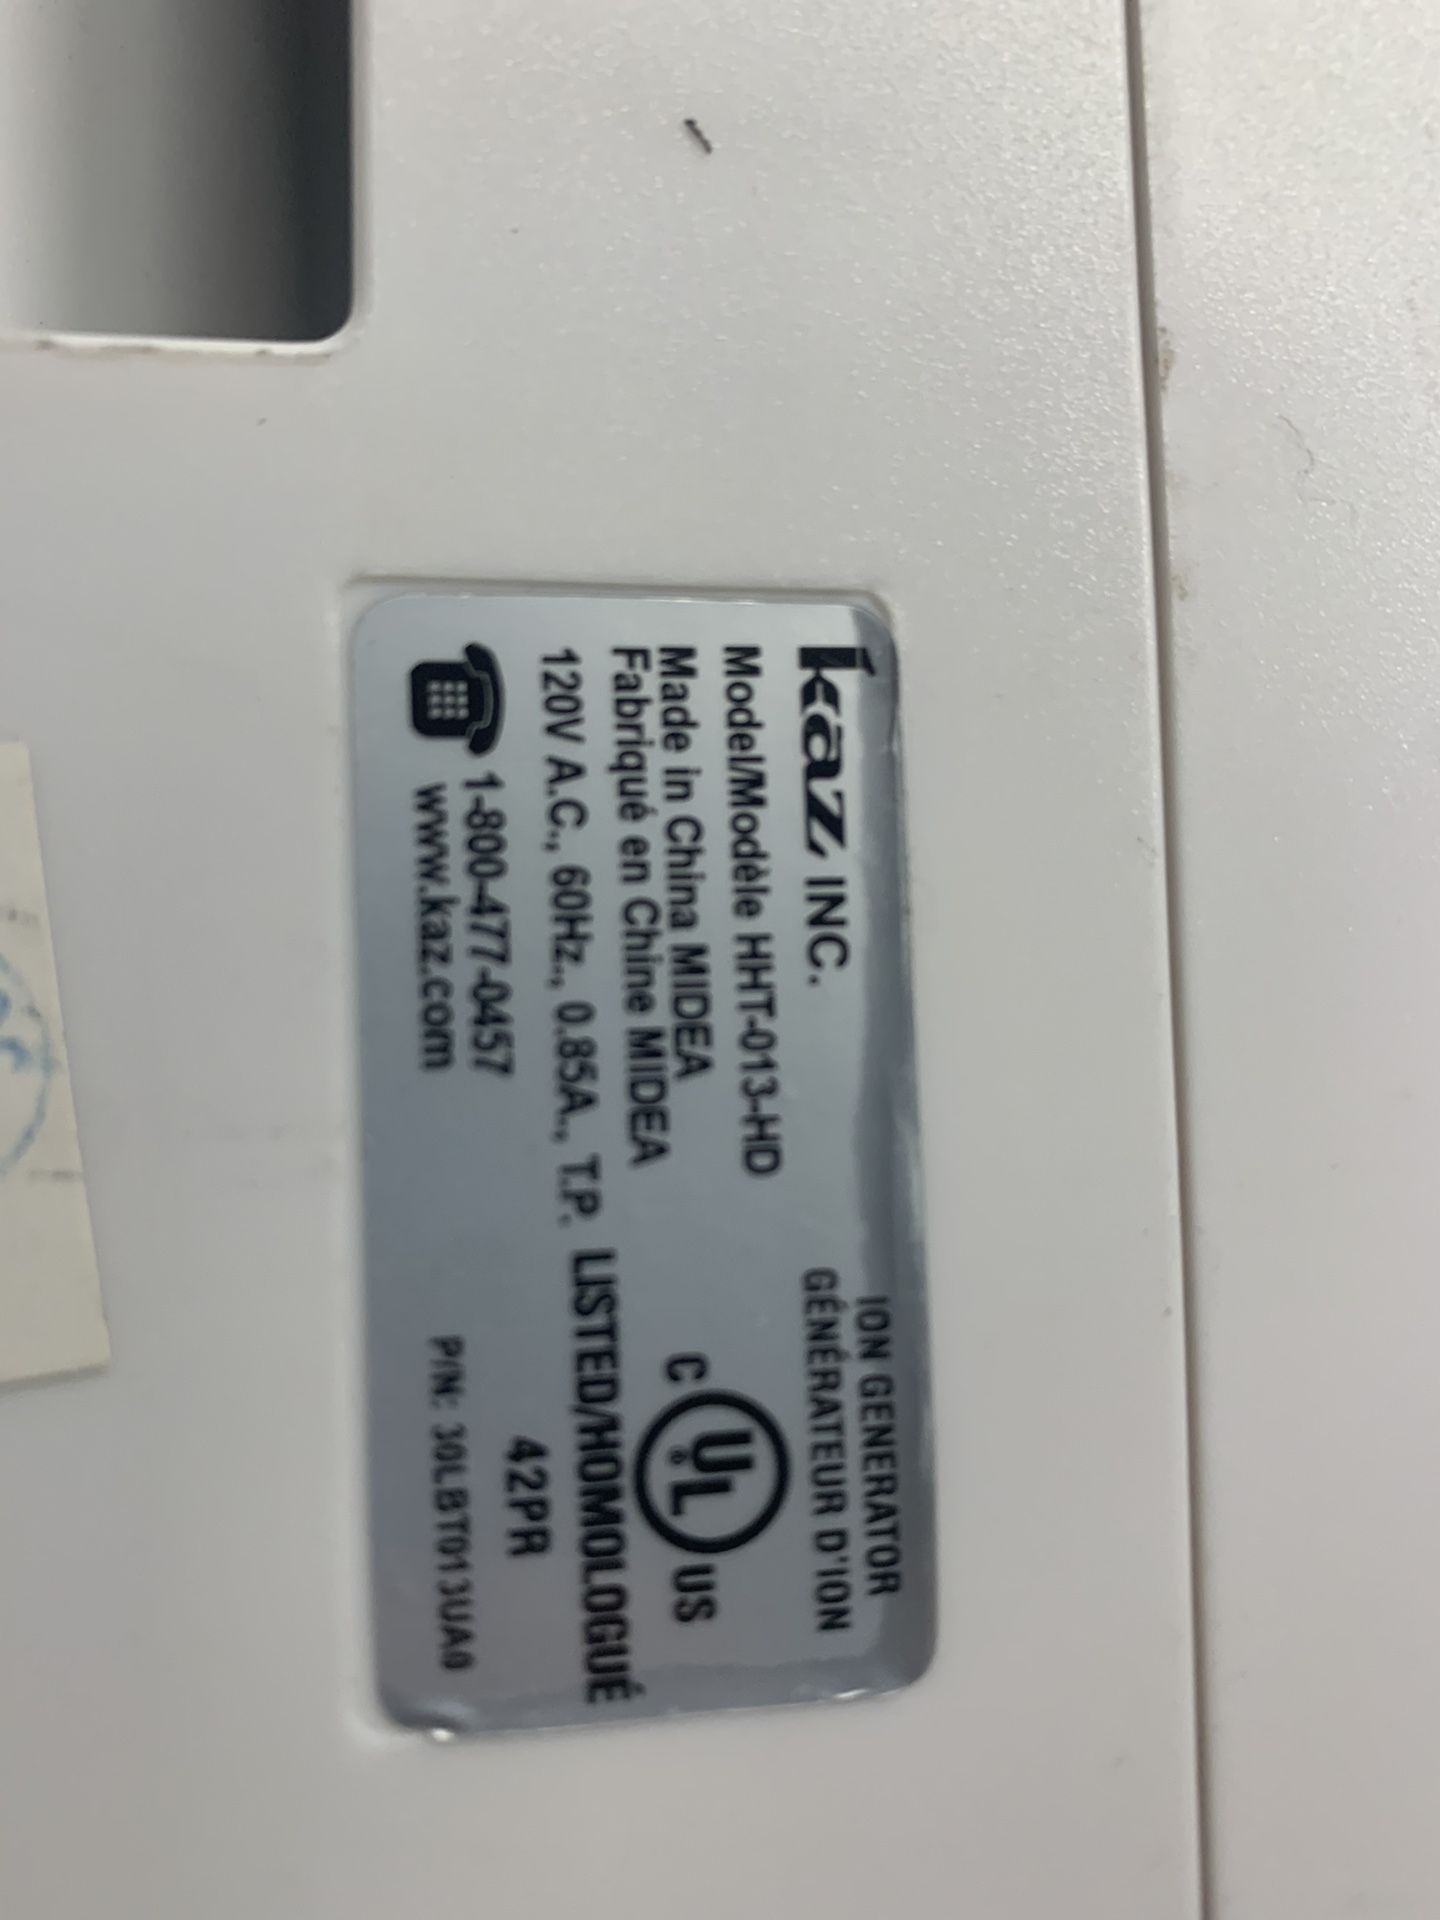 kaz INC.
Model/Modèle HHT-013-HD
Made in China MIDEA
Fabriqué en Chine MIDEA
120V A.C., 60Hz., 0.85A., T.P.
1-800-477-0457
www.kaz.com
ION GENERATOR
GÉNÉRATEUR D'ION
C UL® US
LISTED/HOMOLOGUÉ
42PR
P/N: 30LBT013UA0